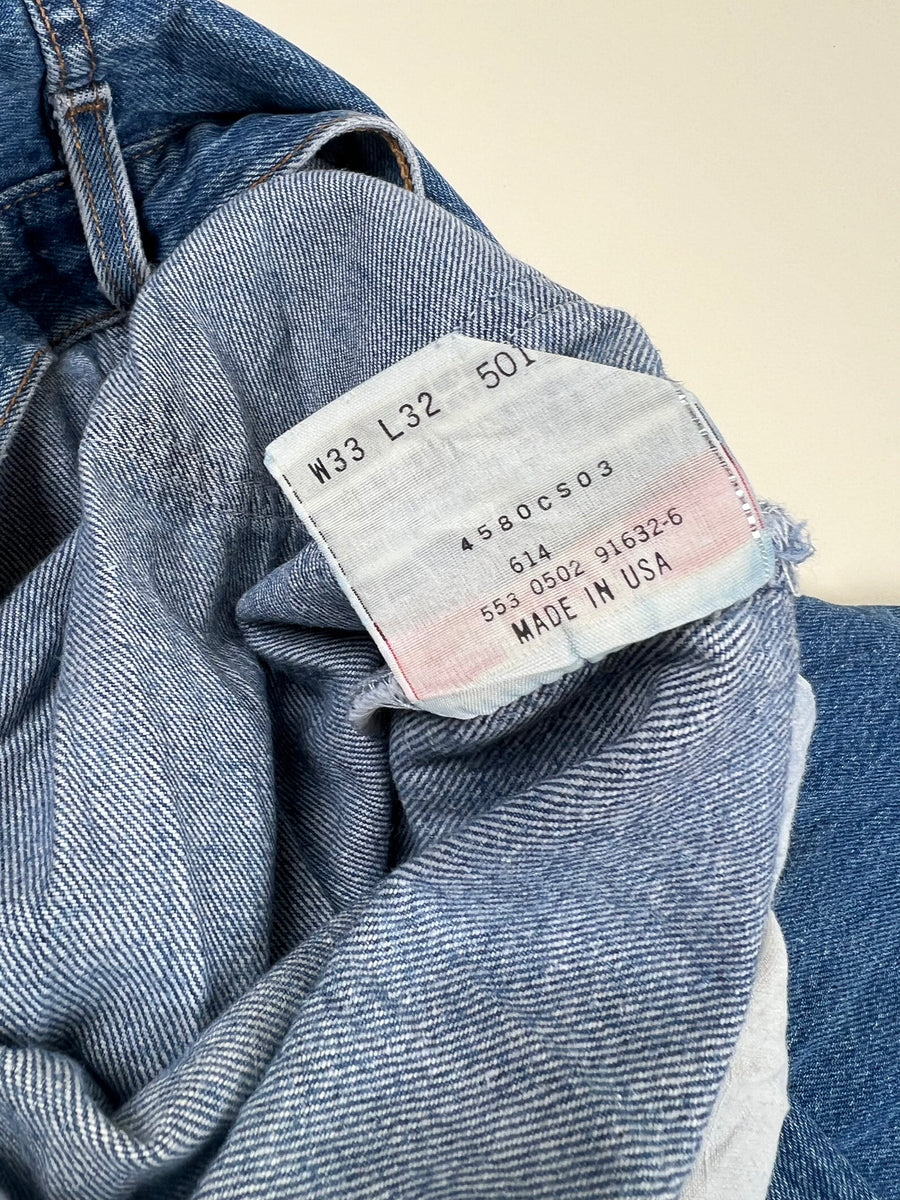 W33 L32 501
4580CS03
614
553 0502 91632-6
MADE IN USA